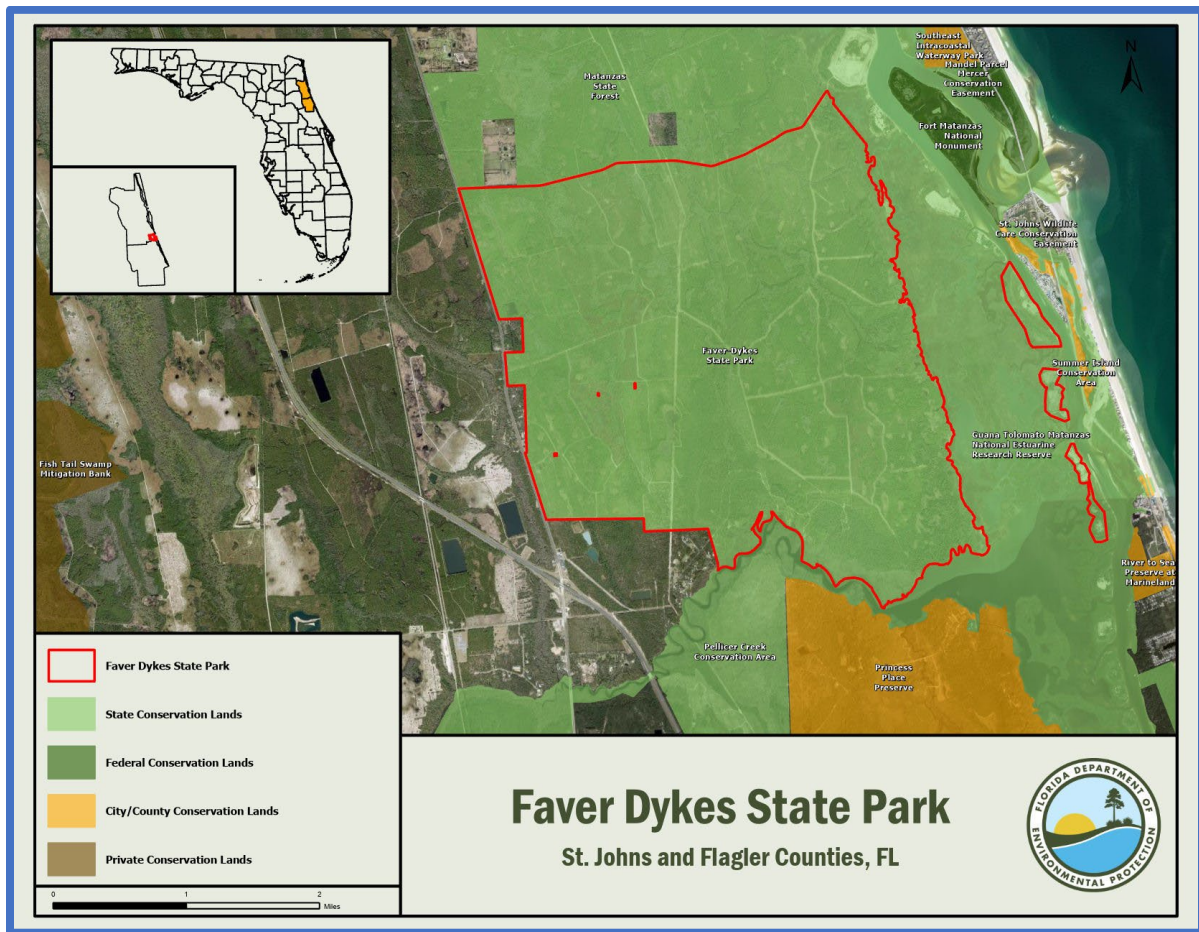 Southeast
Intracoastal
Waterway Park
Mandel Parcel
Mercer
Conservation
Easement
N
Matanzas
State
Forest
Fort Matanzas
National
Monument
St. Johns Wildlife
Care Conservation
Easement
Faver-Dykes
State Park
Summer Island
Conservation
Area
Guana Tolomato Matanzas
National Estuarine
Research Reserve
Fish Tail Swamp
Mitigation Bank
River to Sea
Preserve at
Marineland
Pellicer Creek
Conservation Area
Princess
Place
Preserve
Faver Dykes State Park
State Conservation Lands
Federal Conservation Lands
City/County Conservation Lands
Private Conservation Lands
0 1 2
Miles
Faver Dykes State Park
St. Johns and Flagler Counties, FL
FLORIDA DEPARTMENT OF
ENVIRONMENTAL PROTECTION